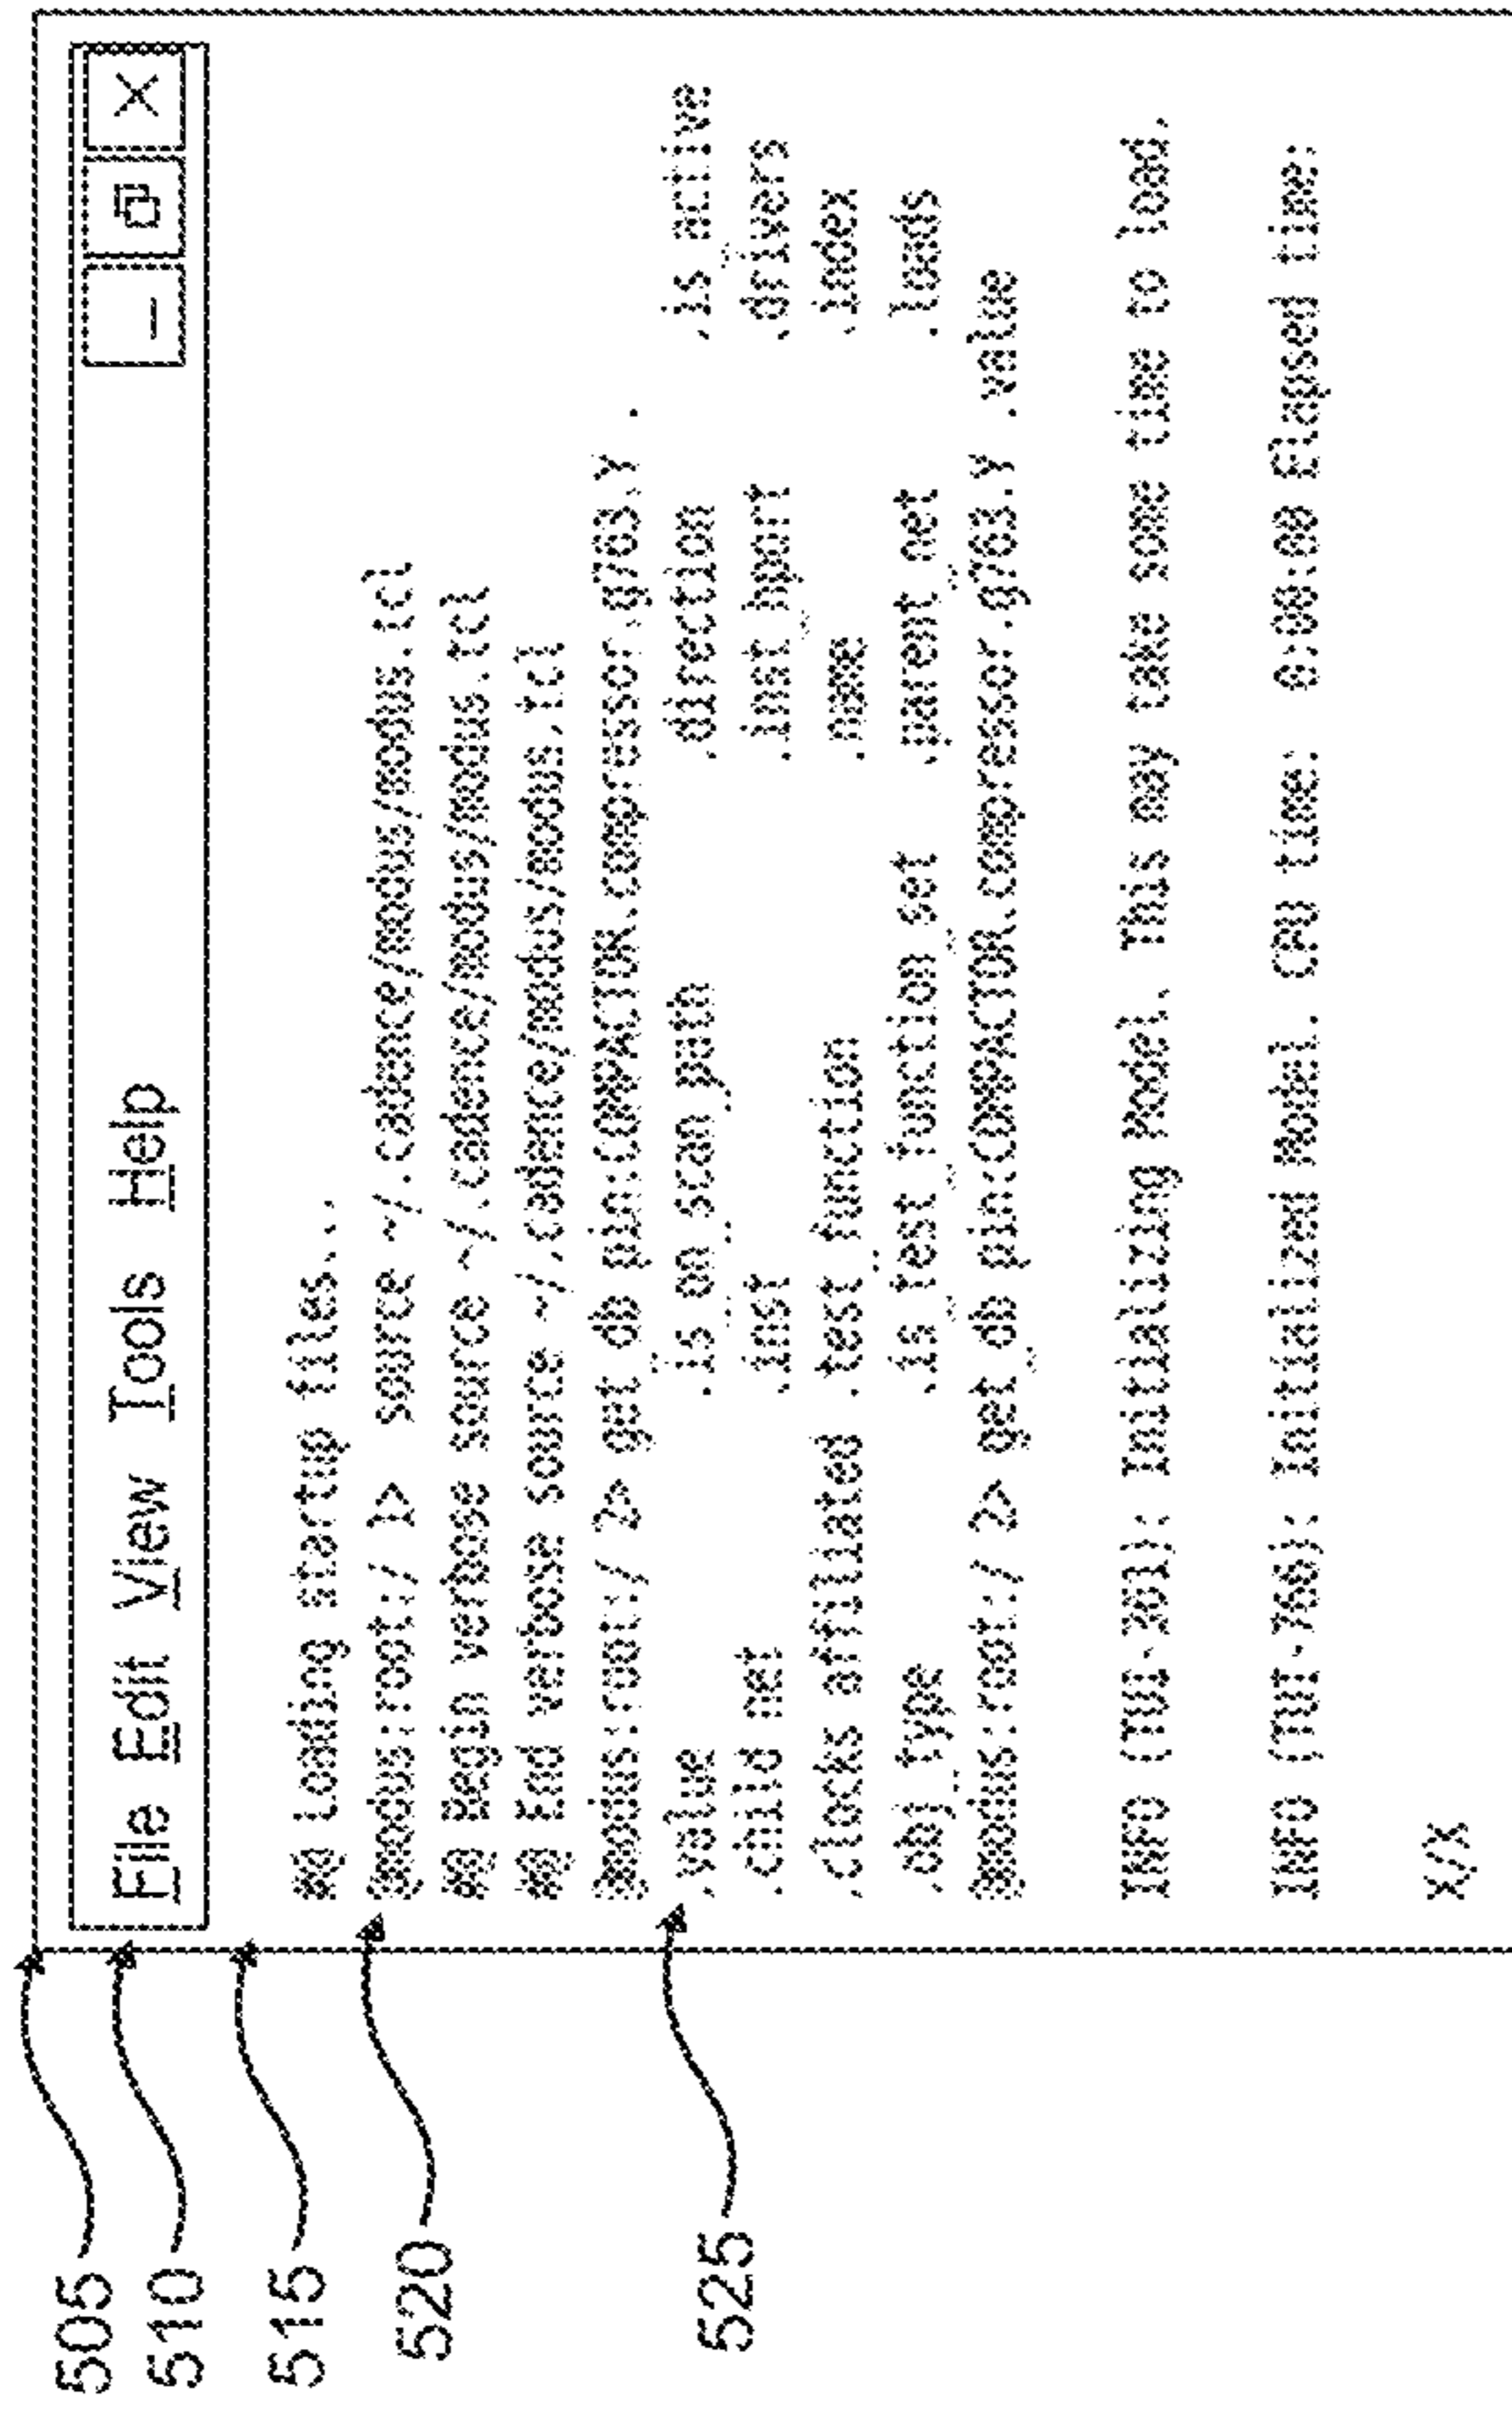 505
510
515
520
525
File Edit View Tools Help
Loading startup files...
modus:root:/ 1> source ~/.cadence/modus/modus.tcl
Begin verbose source ~/.cadence/modus/modus.tcl
End verbose source ~/.cadence/modus/modus.tcl
modus:root:/ 2> get_db pin:COMPACTOR.compressor.g763.Y .
.value .is_on_scan_path .direction .is_active
.child_net .inst .inst_hport .drivers
.clocks affiliated .test_function .name .index
.obj_type .is_test_function_set .parent_net .loads
modus:root:/ 2> get_db pin:COMPACTOR.compressor.g763.Y .value
INFO (TUI-201): Initializing Model. This may take some time to load.
INFO (TUI-766): Initialized Model. CPU time: 0:00:00 Elapsed time:
X/X